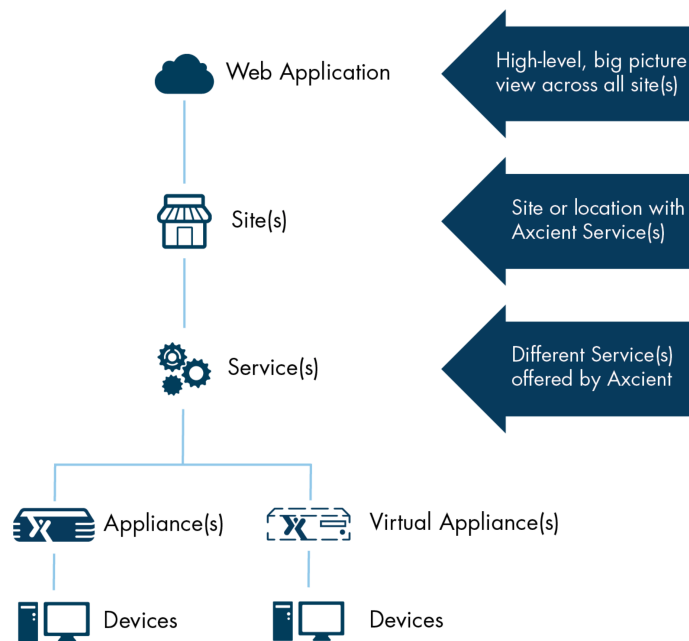 Web Application
High-level, big picture
view across all site(s)
Site(s)
Site or location with
Axcient Service(s)
Service(s)
Different Service(s)
offered by Axcient
Appliance(s)
Virtual Appliance(s)
Devices
Devices